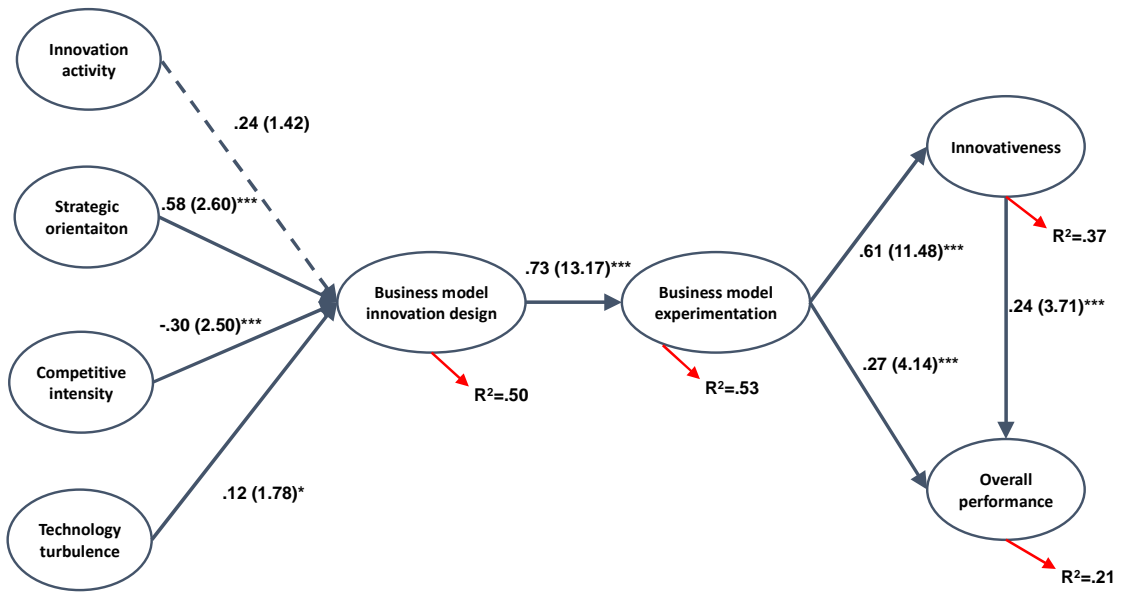 Innovation
activity
.24 (1.42)
Strategic
orientaiton
.58 (2.60)***
Competitive
intensity
-.30 (2.50)***
Technology
turbulence
.12 (1.78)*
Business model
innovation design
R²=.50
.73 (13.17)***
Business model
experimentation
R²=.53
.61 (11.48)***
.27 (4.14)***
Innovativeness
R²=.37
.24 (3.71)***
Overall
performance
R²=.21